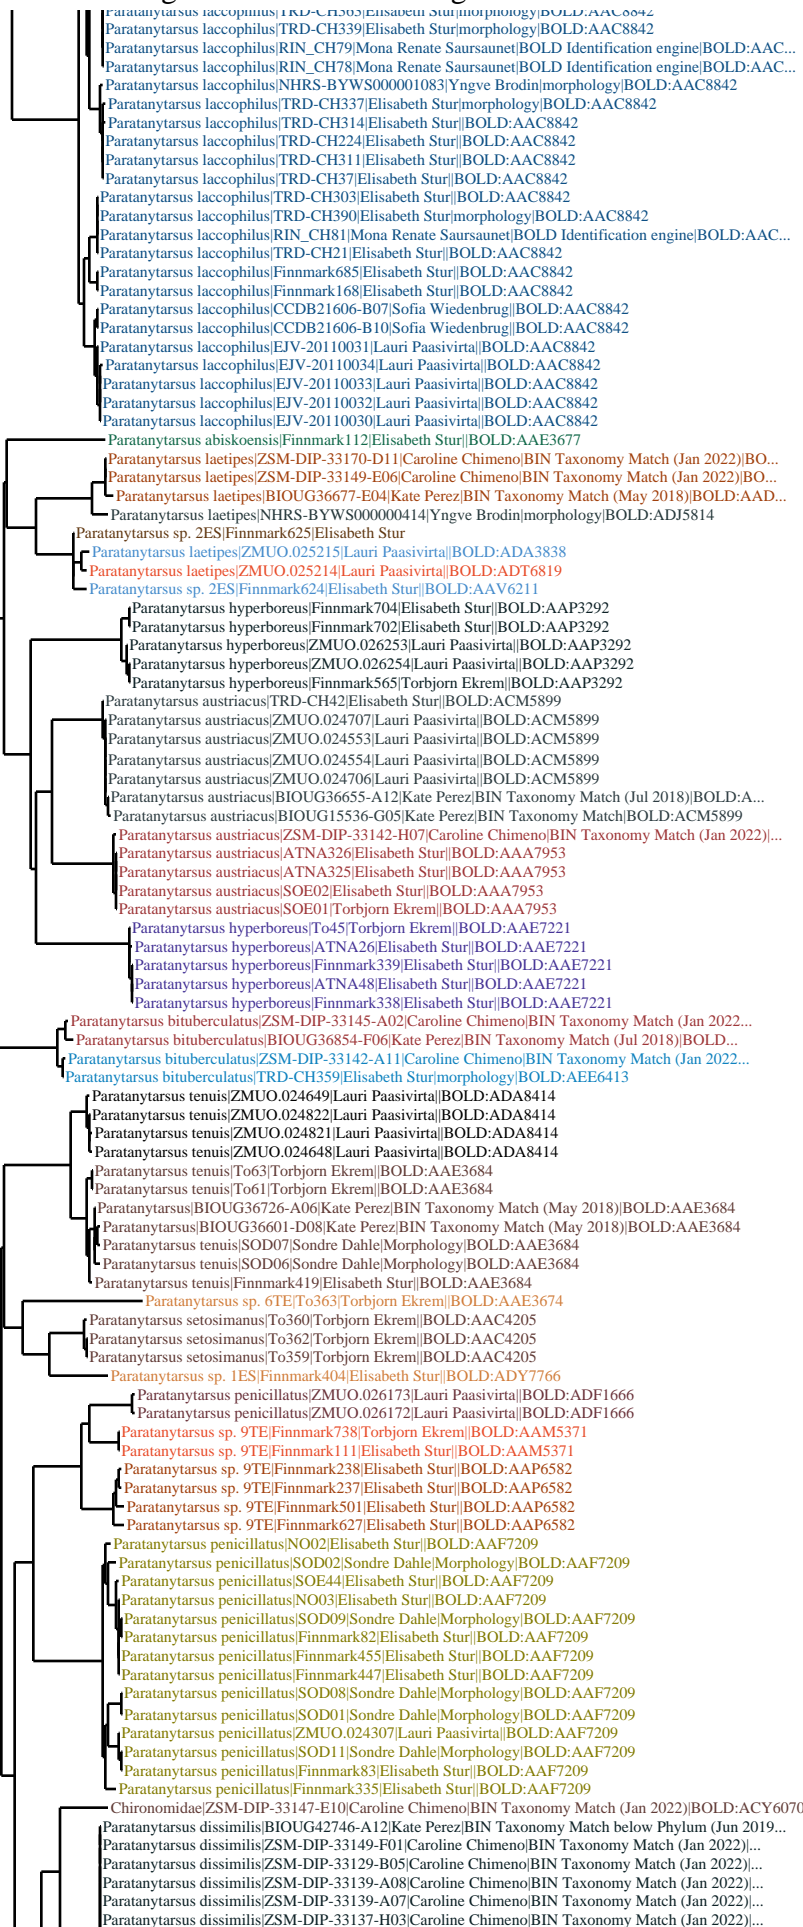 Paratanytarsus laccophilus|TRD-CH363|Elisabeth Stur|morphology|BOLD:AAC8842
Paratanytarsus laccophilus|TRD-CH339|Elisabeth Stur|morphology|BOLD:AAC8842
Paratanytarsus laccophilus|RIN_CH79|Mona Renate Saursaunet|BOLD Identification engine|BOLD:AAC...
Paratanytarsus laccophilus|RIN_CH78|Mona Renate Saursaunet|BOLD Identification engine|BOLD:AAC...
Paratanytarsus laccophilus|NHRS-BYWS000001083|Yngve Brodin|morphology|BOLD:AAC8842
Paratanytarsus laccophilus|TRD-CH337|Elisabeth Stur|morphology|BOLD:AAC8842
Paratanytarsus laccophilus|TRD-CH314|Elisabeth Stur||BOLD:AAC8842
Paratanytarsus laccophilus|TRD-CH224|Elisabeth Stur||BOLD:AAC8842
Paratanytarsus laccophilus|TRD-CH311|Elisabeth Stur||BOLD:AAC8842
Paratanytarsus laccophilus|TRD-CH37|Elisabeth Stur||BOLD:AAC8842
Paratanytarsus laccophilus|TRD-CH303|Elisabeth Stur||BOLD:AAC8842
Paratanytarsus laccophilus|TRD-CH390|Elisabeth Stur|morphology|BOLD:AAC8842
Paratanytarsus laccophilus|RIN_CH81|Mona Renate Saursaunet|BOLD Identification engine|BOLD:AAC...
Paratanytarsus laccophilus|TRD-CH21|Elisabeth Stur||BOLD:AAC8842
Paratanytarsus laccophilus|Finnmark685|Elisabeth Stur||BOLD:AAC8842
Paratanytarsus laccophilus|Finnmark168|Elisabeth Stur||BOLD:AAC8842
Paratanytarsus laccophilus|CCDB21606-B07|Sofia Wiedenbrug||BOLD:AAC8842
Paratanytarsus laccophilus|CCDB21606-B10|Sofia Wiedenbrug||BOLD:AAC8842
Paratanytarsus laccophilus|EJV-20110031|Lauri Paasivirta||BOLD:AAC8842
Paratanytarsus laccophilus|EJV-20110034|Lauri Paasivirta||BOLD:AAC8842
Paratanytarsus laccophilus|EJV-20110033|Lauri Paasivirta||BOLD:AAC8842
Paratanytarsus laccophilus|EJV-20110032|Lauri Paasivirta||BOLD:AAC8842
Paratanytarsus laccophilus|EJV-20110030|Lauri Paasivirta||BOLD:AAC8842
Paratanytarsus abiskoensis|Finnmark112|Elisabeth Stur||BOLD:AAE3677
Paratanytarsus laetipes|ZSM-DIP-33170-D11|Caroline Chimeno|BIN Taxonomy Match (Jan 2022)|BO...
Paratanytarsus laetipes|ZSM-DIP-33149-E06|Caroline Chimeno|BIN Taxonomy Match (Jan 2022)|BO...
Paratanytarsus laetipes|BIOUG36677-E04|Kate Perez|BIN Taxonomy Match (May 2018)|BOLD:AAD...
Paratanytarsus laetipes|NHRS-BYWS000000414|Yngve Brodin|morphology|BOLD:ADJ5814
Paratanytarsus sp. 2ES|Finnmark625|Elisabeth Stur
Paratanytarsus laetipes|ZMUO.025215|Lauri Paasivirta||BOLD:ADA3838
Paratanytarsus laetipes|ZMUO.025214|Lauri Paasivirta||BOLD:ADT6819
Paratanytarsus sp. 2ES|Finnmark624|Elisabeth Stur||BOLD:AAV6211
Paratanytarsus hyperboreus|Finnmark704|Elisabeth Stur||BOLD:AAP3292
Paratanytarsus hyperboreus|Finnmark702|Elisabeth Stur||BOLD:AAP3292
Paratanytarsus hyperboreus|ZMUO.026253|Lauri Paasivirta||BOLD:AAP3292
Paratanytarsus hyperboreus|ZMUO.026254|Lauri Paasivirta||BOLD:AAP3292
Paratanytarsus hyperboreus|Finnmark565|Torbjorn Ekrem||BOLD:AAP3292
Paratanytarsus austriacus|TRD-CH42|Elisabeth Stur||BOLD:ACM5899
Paratanytarsus austriacus|ZMUO.024707|Lauri Paasivirta||BOLD:ACM5899
Paratanytarsus austriacus|ZMUO.024553|Lauri Paasivirta||BOLD:ACM5899
Paratanytarsus austriacus|ZMUO.024554|Lauri Paasivirta||BOLD:ACM5899
Paratanytarsus austriacus|ZMUO.024706|Lauri Paasivirta||BOLD:ACM5899
Paratanytarsus austriacus|BIOUG36655-A12|Kate Perez|BIN Taxonomy Match (Jul 2018)|BOLD:A...
Paratanytarsus austriacus|BIOUG15536-G05|Kate Perez|BIN Taxonomy Match|BOLD:ACM5899
Paratanytarsus austriacus|ZSM-DIP-33142-H07|Caroline Chimeno|BIN Taxonomy Match (Jan 2022)|...
Paratanytarsus austriacus|ATNA326|Elisabeth Stur||BOLD:AAA7953
Paratanytarsus austriacus|ATNA325|Elisabeth Stur||BOLD:AAA7953
Paratanytarsus austriacus|SOE02|Elisabeth Stur||BOLD:AAA7953
Paratanytarsus austriacus|SOE01|Torbjorn Ekrem||BOLD:AAA7953
Paratanytarsus hyperboreus|To45|Torbjorn Ekrem||BOLD:AAE7221
Paratanytarsus hyperboreus|ATNA26|Elisabeth Stur||BOLD:AAE7221
Paratanytarsus hyperboreus|Finnmark339|Elisabeth Stur||BOLD:AAE7221
Paratanytarsus hyperboreus|ATNA48|Elisabeth Stur||BOLD:AAE7221
Paratanytarsus hyperboreus|Finnmark338|Elisabeth Stur||BOLD:AAE7221
Paratanytarsus bituberculatus|ZSM-DIP-33145-A02|Caroline Chimeno|BIN Taxonomy Match (Jan 2022...
Paratanytarsus bituberculatus|BIOUG36854-F06|Kate Perez|BIN Taxonomy Match (Jul 2018)|BOLD...
Paratanytarsus bituberculatus|ZSM-DIP-33142-A11|Caroline Chimeno|BIN Taxonomy Match (Jan 2022...
Paratanytarsus bituberculatus|TRD-CH359|Elisabeth Stur|morphology|BOLD:AEE6413
Paratanytarsus tenuis|ZMUO.024649|Lauri Paasivirta||BOLD:ADA8414
Paratanytarsus tenuis|ZMUO.024822|Lauri Paasivirta||BOLD:ADA8414
Paratanytarsus tenuis|ZMUO.024821|Lauri Paasivirta||BOLD:ADA8414
Paratanytarsus tenuis|ZMUO.024648|Lauri Paasivirta||BOLD:ADA8414
Paratanytarsus tenuis|To63|Torbjorn Ekrem||BOLD:AAE3684
Paratanytarsus tenuis|To61|Torbjorn Ekrem||BOLD:AAE3684
Paratanytarsus|BIOUG36726-A06|Kate Perez|BIN Taxonomy Match (May 2018)|BOLD:AAE3684
Paratanytarsus|BIOUG36601-D08|Kate Perez|BIN Taxonomy Match (May 2018)|BOLD:AAE3684
Paratanytarsus tenuis|SOD07|Sondre Dahle|Morphology|BOLD:AAE3684
Paratanytarsus tenuis|SOD06|Sondre Dahle|Morphology|BOLD:AAE3684
Paratanytarsus tenuis|Finnmark419|Elisabeth Stur||BOLD:AAE3684
Paratanytarsus sp. 6TE|To363|Torbjorn Ekrem||BOLD:AAE3674
Paratanytarsus setosimanus|To360|Torbjorn Ekrem||BOLD:AAC4205
Paratanytarsus setosimanus|To362|Torbjorn Ekrem||BOLD:AAC4205
Paratanytarsus setosimanus|To359|Torbjorn Ekrem||BOLD:AAC4205
Paratanytarsus sp. 1ES|Finnmark404|Elisabeth Stur||BOLD:ADY7766
Paratanytarsus penicillatus|ZMUO.026173|Lauri Paasivirta||BOLD:ADF1666
Paratanytarsus penicillatus|ZMUO.026172|Lauri Paasivirta||BOLD:ADF1666
Paratanytarsus sp. 9TE|Finnmark738|Torbjorn Ekrem||BOLD:AAM5371
Paratanytarsus sp. 9TE|Finnmark111|Elisabeth Stur||BOLD:AAM5371
Paratanytarsus sp. 9TE|Finnmark238|Elisabeth Stur||BOLD:AAP6582
Paratanytarsus sp. 9TE|Finnmark237|Elisabeth Stur||BOLD:AAP6582
Paratanytarsus sp. 9TE|Finnmark501|Elisabeth Stur||BOLD:AAP6582
Paratanytarsus sp. 9TE|Finnmark627|Elisabeth Stur||BOLD:AAP6582
Paratanytarsus penicillatus|NO02|Elisabeth Stur||BOLD:AAF7209
Paratanytarsus penicillatus|SOD02|Sondre Dahle|Morphology|BOLD:AAF7209
Paratanytarsus penicillatus|SOE44|Elisabeth Stur||BOLD:AAF7209
Paratanytarsus penicillatus|NO03|Elisabeth Stur||BOLD:AAF7209
Paratanytarsus penicillatus|SOD09|Sondre Dahle|Morphology|BOLD:AAF7209
Paratanytarsus penicillatus|Finnmark82|Elisabeth Stur||BOLD:AAF7209
Paratanytarsus penicillatus|Finnmark455|Elisabeth Stur||BOLD:AAF7209
Paratanytarsus penicillatus|Finnmark447|Elisabeth Stur||BOLD:AAF7209
Paratanytarsus penicillatus|SOD08|Sondre Dahle|Morphology|BOLD:AAF7209
Paratanytarsus penicillatus|SOD01|Sondre Dahle|Morphology|BOLD:AAF7209
Paratanytarsus penicillatus|ZMUO.024307|Lauri Paasivirta||BOLD:AAF7209
Paratanytarsus penicillatus|SOD11|Sondre Dahle|Morphology|BOLD:AAF7209
Paratanytarsus penicillatus|Finnmark83|Elisabeth Stur||BOLD:AAF7209
Paratanytarsus penicillatus|Finnmark335|Elisabeth Stur||BOLD:AAF7209
Chironomidae|ZSM-DIP-33147-E10|Caroline Chimeno|BIN Taxonomy Match (Jan 2022)|BOLD:ACY6070
Paratanytarsus dissimilis|BIOUG42746-A12|Kate Perez|BIN Taxonomy Match below Phylum (Jun 2019...
Paratanytarsus dissimilis|ZSM-DIP-33149-F01|Caroline Chimeno|BIN Taxonomy Match (Jan 2022)|...
Paratanytarsus dissimilis|ZSM-DIP-33129-B05|Caroline Chimeno|BIN Taxonomy Match (Jan 2022)|...
Paratanytarsus dissimilis|ZSM-DIP-33139-A08|Caroline Chimeno|BIN Taxonomy Match (Jan 2022)|...
Paratanytarsus dissimilis|ZSM-DIP-33139-A07|Caroline Chimeno|BIN Taxonomy Match (Jan 2022)|...
Paratanytarsus dissimilis|ZSM-DIP-33137-H03|Caroline Chimeno|BIN Taxonomy Match (Jan 2022)|...